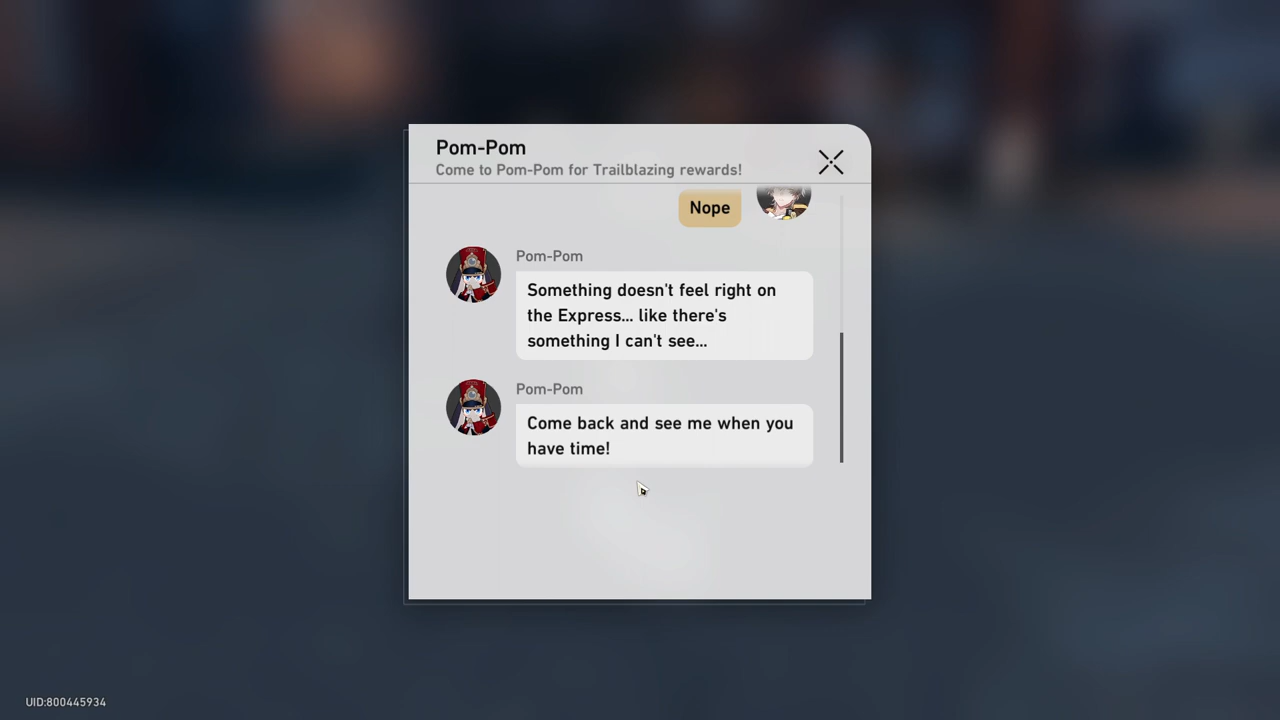 Pom-Pom
Come to Pom-Pom for Trailblazing rewards!
Nope
Pom-Pom
Something doesn't feel right on
the Express... like there's
something I can't see...
Pom-Pom
Come back and see me when you
have time!
UID:800445934